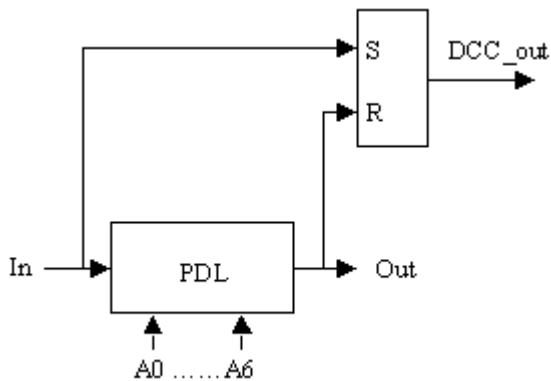 S
DCC_out
R
In
PDL
Out
A0 ......A6